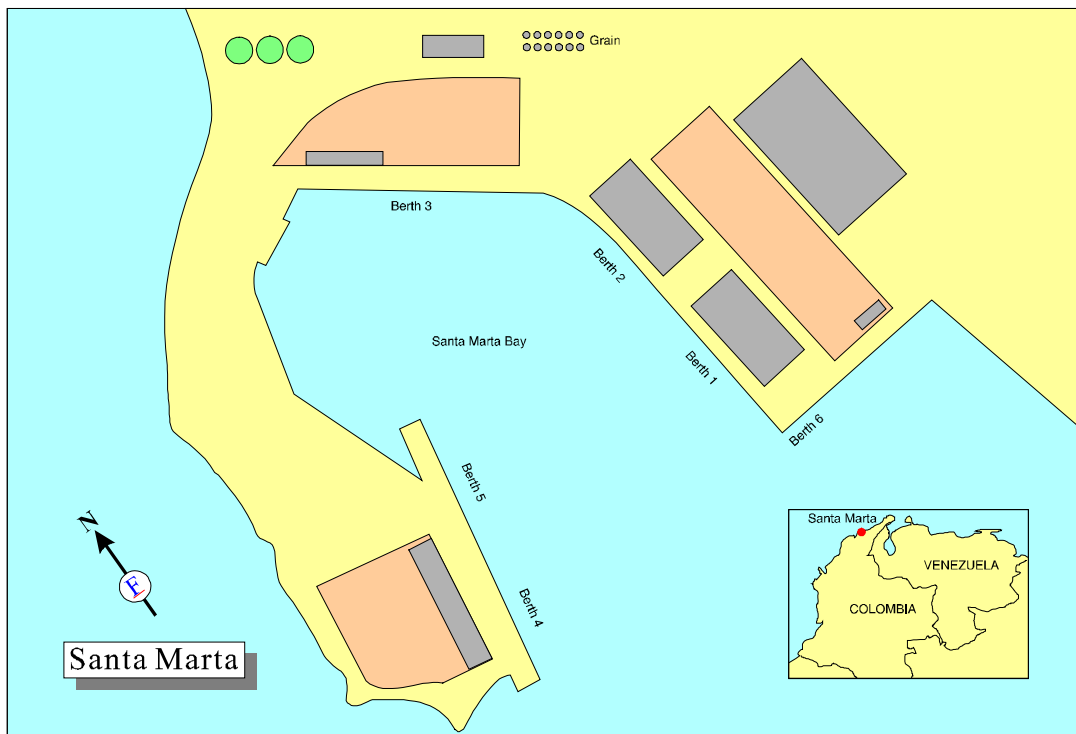 Grain
Berth 3
Berth 2
Santa Marta Bay
Berth 1
Berth 6
Berth 5
Berth 4
N
F
Santa Marta
Santa Marta
VENEZUELA
COLOMBIA